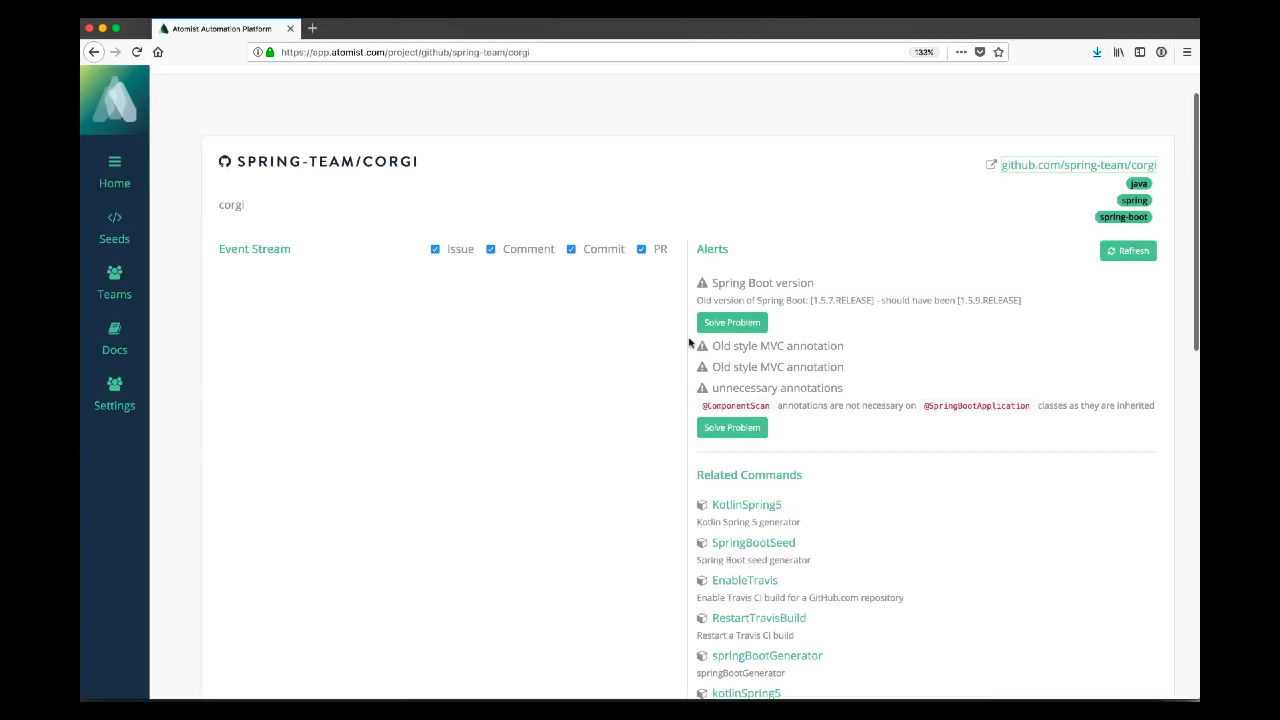 Atomist Automation Platform
https://app.atomist.com/project/github/spring-team/corgi
133%
Home
Seeds
Teams
Docs
Settings
SPRING-TEAM/CORGI
github.com/spring-team/corgi
java
spring
spring-boot
corgi
Event Stream
Issue Comment Commit PR
Alerts
Refresh
Spring Boot version
Old version of Spring Boot: [1.5.7.RELEASE] - should have been [1.5.9.RELEASE]
Solve Problem
Old style MVC annotation
Old style MVC annotation
unnecessary annotations
@ComponentScan annotations are not necessary on @SpringBootApplication classes as they are inherited
Solve Problem
Related Commands
KotlinSpring5
Kotlin Spring 5 generator
SpringBootSeed
Spring Boot seed generator
EnableTravis
Enable Travis CI build for a GitHub.com repository
RestartTravisBuild
Restart a Travis CI build
springBootGenerator
springBootGenerator
kotlinSpring5